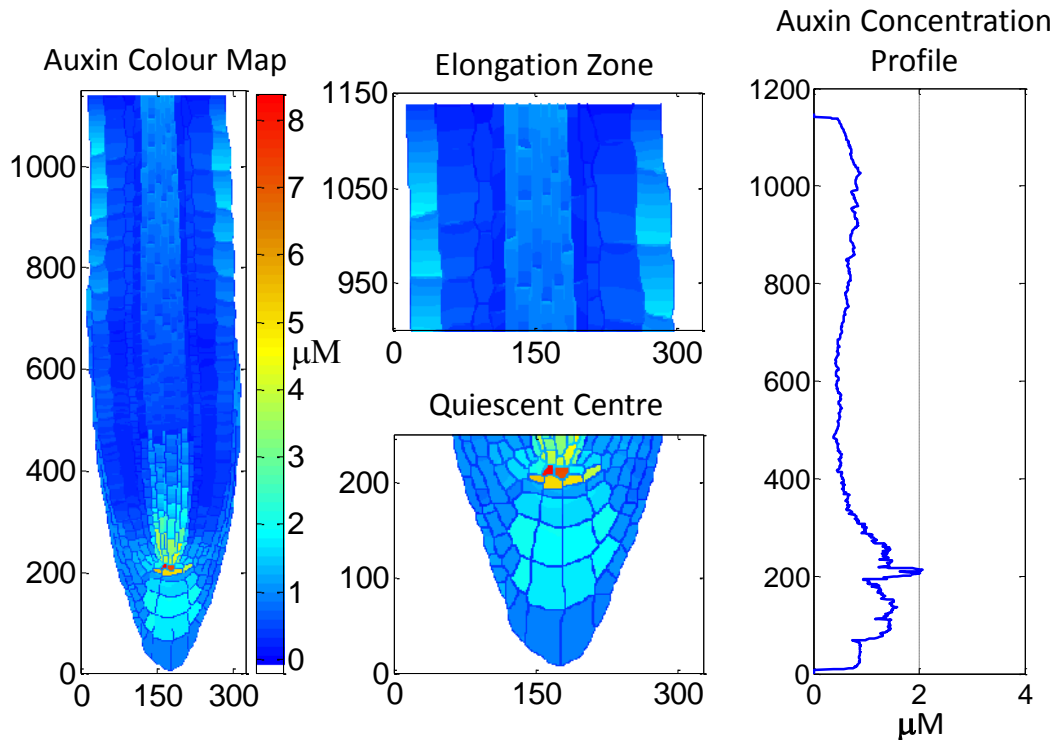 Auxin Colour Map
1000
800
600
400
200
0
0 150 300
8
7
6
5
4
3
2
1
0
μM
Elongation Zone
1150
1050
950
0 150 300
Quiescent Centre
200
100
0
0 150 300
Auxin Concentration
Profile
1200
1000
800
600
400
200
0
0 2 4
μM